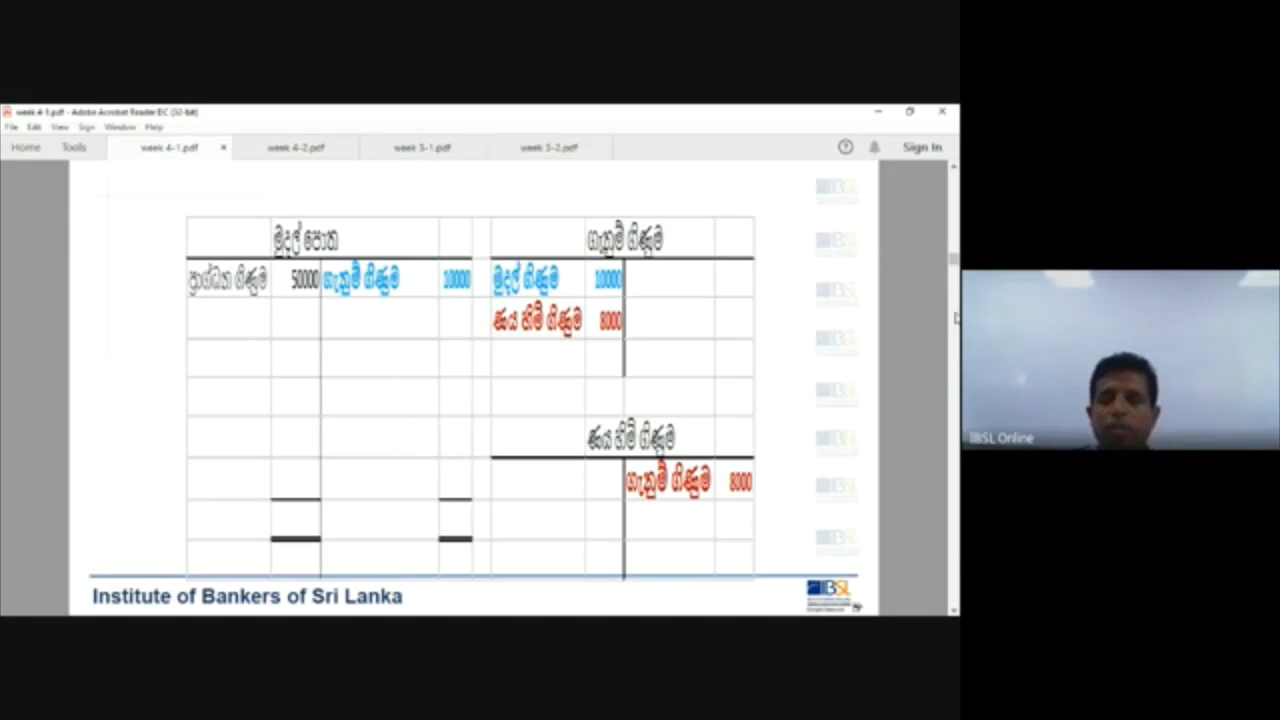 week 4-1.pdf - Adobe Acrobat Reader DC (32-bit)
File Edit View Sign Window Help
Home Tools week 4-1.pdf × week 4-2.pdf week 3-1.pdf week 3-2.pdf Sign In
මුදල් පොත ගැනුම් ගිණුම
ප්‍රාග්ධන ගිණුම 50000 ගැනුම් ගිණුම 10000 මුදල් ගිණුම 10000
ණය හිමි ගිණුම 8000
ණය හිමි ගිණුම
ගැනුම් ගිණුම 8000
Institute of Bankers of Sri Lanka
IBSL
IBSL Online